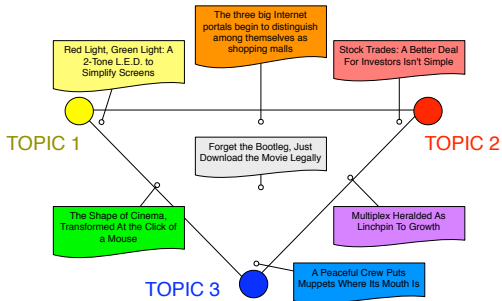 The three big Internet
portals begin to distinguish
among themselves as
shopping malls
Red Light, Green Light: A
2-Tone L.E.D. to
Simplify Screens
Stock Trades: A Better Deal
For Investors Isn't Simple
TOPIC 1
TOPIC 2
Forget the Bootleg, Just
Download the Movie Legally
The Shape of Cinema,
Transformed At the Click of
a Mouse
Multiplex Heralded As
Linchpin To Growth
TOPIC 3
A Peaceful Crew Puts
Muppets Where Its Mouth Is